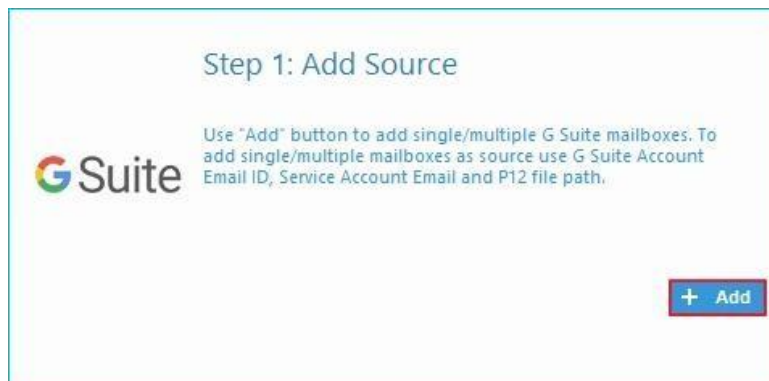 Step 1: Add Source
Use "Add" button to add single/multiple G Suite mailboxes. To
add single/multiple mailboxes as source use G Suite Account
Email ID, Service Account Email and P12 file path.
G Suite
+ Add